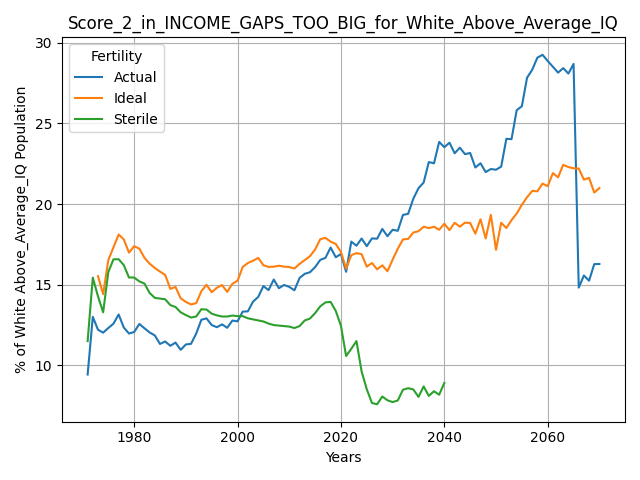 Score_2_in_INCOME_GAPS_TOO_BIG_for_White_Above_Average_IQ
Fertility
Actual
Ideal
Sterile
% of White Above_Average_IQ Population
30
25
20
15
10
1980
2000
2020
2040
2060
Years